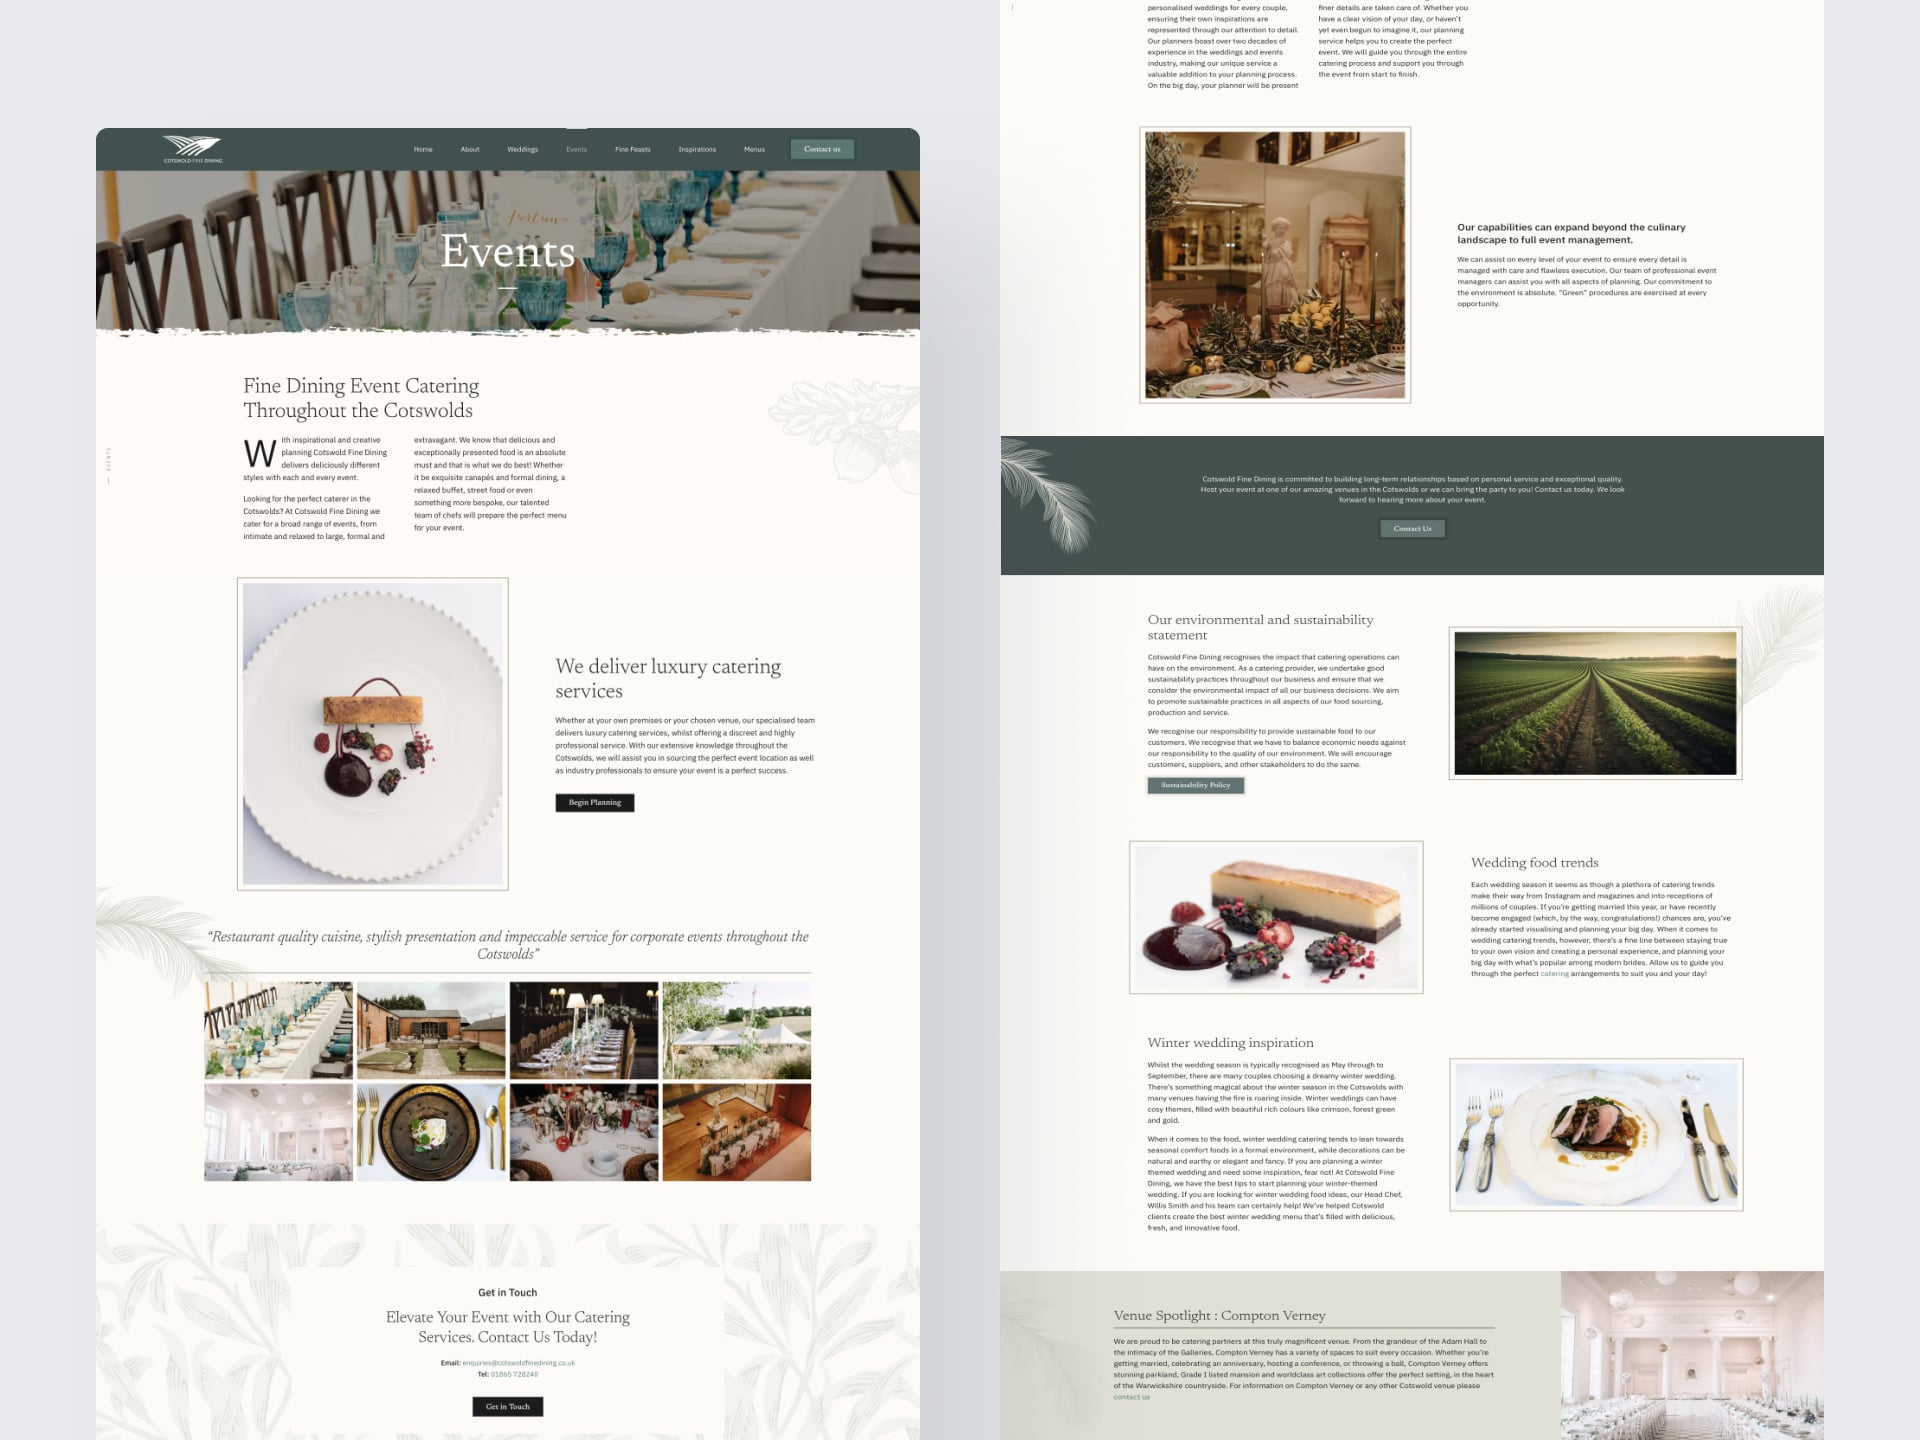 COTSWOLD FINE DINING
Home
About
Weddings
Events
Fine Feasts
Inspirations
Menus
Contact us
Fortuna
Events
Fine Dining Event Catering
Throughout the Cotswolds
EVENTS
With inspirational and creative
planning Cotswold Fine Dining
delivers deliciously different
styles with each and every event.
Looking for the perfect caterer in the
Cotswolds? At Cotswold Fine Dining we
cater for a broad range of events, from
intimate and relaxed to large, formal and
extravagant. We know that delicious and
exceptionally presented food is an absolute
must and that is what we do best! Whether
it be exquisite canapés and formal dining, a
relaxed buffet, street food or even
something more bespoke, our talented
team of chefs will prepare the perfect menu
for your event.
We deliver luxury catering
services
Whether at your own premises or your chosen venue, our specialised team
delivers luxury catering services, whilst offering a discreet and highly
professional service. With our extensive knowledge throughout the
Cotswolds, we will assist you in sourcing the perfect event location as well
as industry professionals to ensure your event is a perfect success.
Begin Planning
“Restaurant quality cuisine, stylish presentation and impeccable service for corporate events throughout the
Cotswolds”
Get in Touch
Elevate Your Event with Our Catering
Services. Contact Us Today!
Email: enquiries@cotswoldfinedining.co.uk
Tel: 01865 728240
Get in Touch
personalised weddings for every couple,
ensuring their own inspirations are
represented through our attention to detail.
Our planners boast over two decades of
experience in the weddings and events
industry, making our unique service a
valuable addition to your planning process.
On the big day, your planner will be present
finer details are taken care of. Whether you
have a clear vision of your day, or haven’t
yet even begun to imagine it, our planning
service helps you to create the perfect
event. We will guide you through the entire
catering process and support you through
the event from start to finish.
Our capabilities can expand beyond the culinary
landscape to full event management.
We can assist on every level of your event to ensure every detail is
managed with care and flawless execution. Our team of professional event
managers can assist you with all aspects of planning. Our commitment to
the environment is absolute. “Green” procedures are exercised at every
opportunity.
Cotswold Fine Dining is committed to building long-term relationships based on personal service and exceptional quality.
Host your event at one of our amazing venues in the Cotswolds or we can bring the party to you! Contact us today. We look
forward to hearing more about your event.
Contact Us
Our environmental and sustainability
statement
Cotswold Fine Dining recognises the impact that catering operations can
have on the environment. As a catering provider, we undertake good
sustainability practices throughout our business and ensure that we
consider the environmental impact of all our business decisions. We aim
to promote sustainable practices in all aspects of our food sourcing,
production and service.
We recognise our responsibility to provide sustainable food to our
customers. We recognise that we have to balance economic needs against
our responsibility to the quality of our environment. We will encourage
customers, suppliers, and other stakeholders to do the same.
Sustainability Policy
Wedding food trends
Each wedding season it seems as though a plethora of catering trends
make their way from Instagram and magazines and into receptions of
millions of couples. If you’re getting married this year, or have recently
become engaged (which, by the way, congratulations!) chances are, you’ve
already started visualising and planning your big day. When it comes to
wedding catering trends, however, there’s a fine line between staying true
to your own vision and creating a personal experience, and planning your
big day with what’s popular among modern brides. Allow us to guide you
through the perfect catering arrangements to suit you and your day!
Winter wedding inspiration
Whilst the wedding season is typically recognised as May through to
September, there are many couples choosing a dreamy winter wedding.
There’s something magical about the winter season in the Cotswolds with
many venues having the fire is roaring inside. Winter weddings can have
cosy themes, filled with beautiful rich colours like crimson, forest green
and gold.
When it comes to the food, winter wedding catering tends to lean towards
seasonal comfort foods in a formal environment, while decorations can be
natural and earthy or elegant and fancy. If you are planning a winter
themed wedding and need some inspiration, fear not! At Cotswold Fine
Dining, we have the best tips to start planning your winter-themed
wedding. If you are looking for winter wedding food ideas, our Head Chef,
Willis Smith and his team can certainly help! We’ve helped Cotswold
clients create the best winter wedding menu that’s filled with delicious,
fresh, and innovative food.
Venue Spotlight : Compton Verney
We are proud to be catering partners at this truly magnificent venue. From the grandeur of the Adam Hall to
the intimacy of the Galleries, Compton Verney has a variety of spaces to suit every occasion. Whether you’re
getting married, celebrating an anniversary, hosting a conference, or throwing a ball, Compton Verney offers
stunning parkland, Grade I listed mansion and worldclass art collections offer the perfect setting, in the heart
of the Warwickshire countryside. For information on Compton Verney or any other Cotswold venue please
contact us